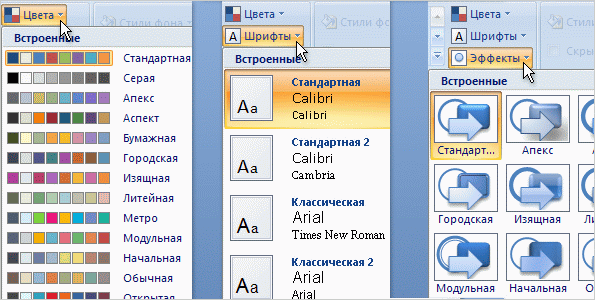 Цвета
Стили фона
Встроенные
Стандартная
Серая
Апекс
Аспект
Бумажная
Городская
Изящная
Литейная
Метро
Модульная
Начальная
Обычная
Открытая
Цвета
Стили
Шрифты
Встроенные
Aa
Стандартная
Calibri
Calibri
Aa
Стандартная 2
Calibri
Cambria
Aa
Классическая
Arial
Times New Roman
Aa
Классическая 2
Arial
Arial
Цвета
Стили фона
Шрифты
Скры
Эффекты
Встроенные
Стандарт...
Апекс
Городская
Изящная
Ли
Модульная
Начальная
О